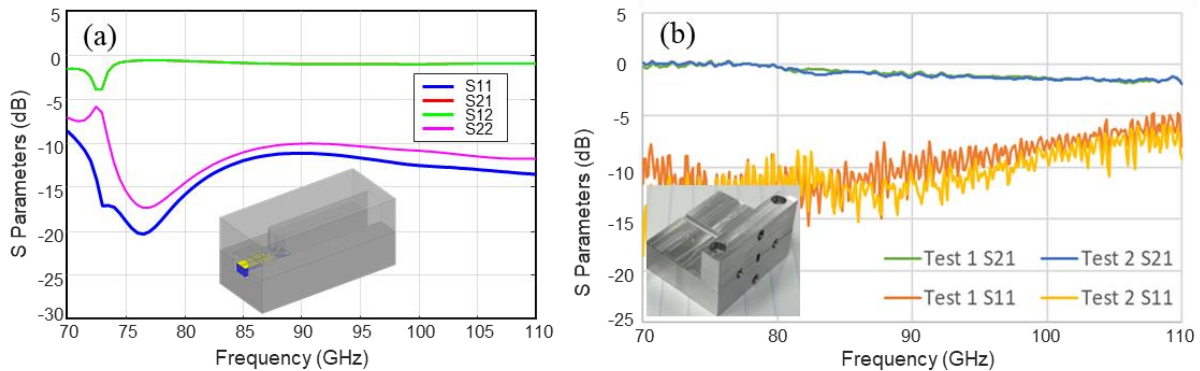 (a)
S Parameters (dB)
5
0
-5
-10
-15
-20
-25
-30
S11
S21
S12
S22
70 75 80 85 90 95 100 105 110
Frequency (GHz)
(b)
S Parameters (dB)
5
0
-5
-10
-15
-20
-25
Test 1 S21 Test 2 S21
Test 1 S11 Test 2 S11
70 80 90 100 110
Frequency (GHz)